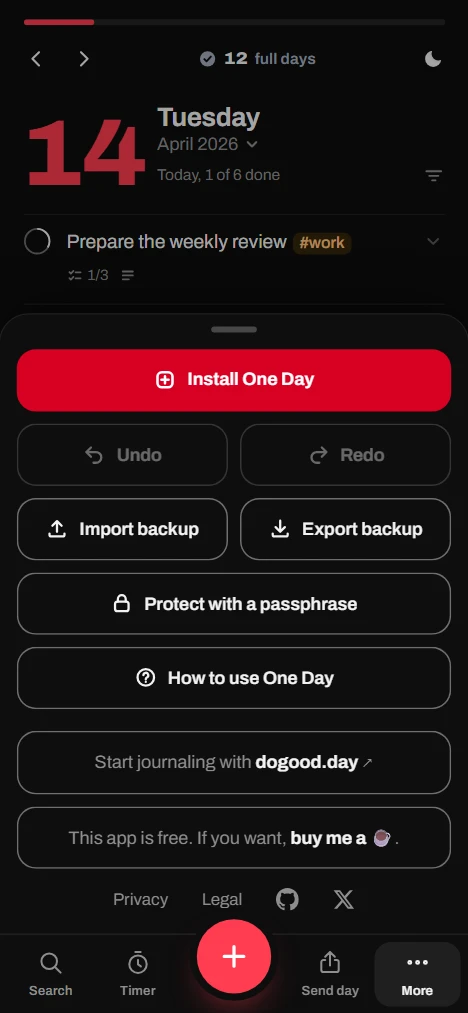 12 full days
14
Tuesday
April 2026
Today, 1 of 6 done
Prepare the weekly review #work
1/3
Install One Day
Undo
Redo
Import backup
Export backup
Protect with a passphrase
How to use One Day
Start journaling with dogood.day ↗
This app is free. If you want, buy me a .
Privacy
Legal
Search
Timer
Send day
More